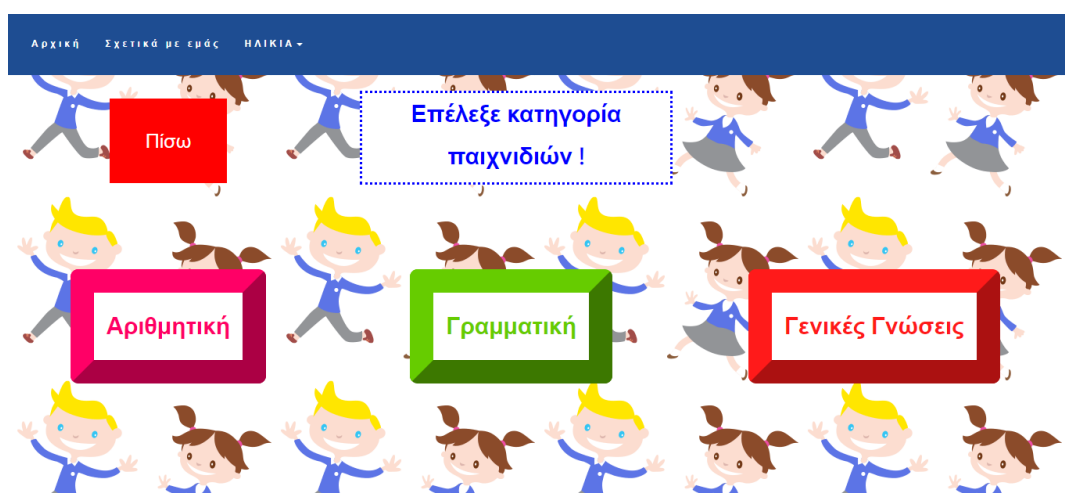 Αρχική Σχετικά με εμάς ΗΛΙΚΙΑ
Πίσω
Επέλεξε κατηγορία
παιχνιδιών !
Αριθμητική Γραμματική Γενικές Γνώσεις